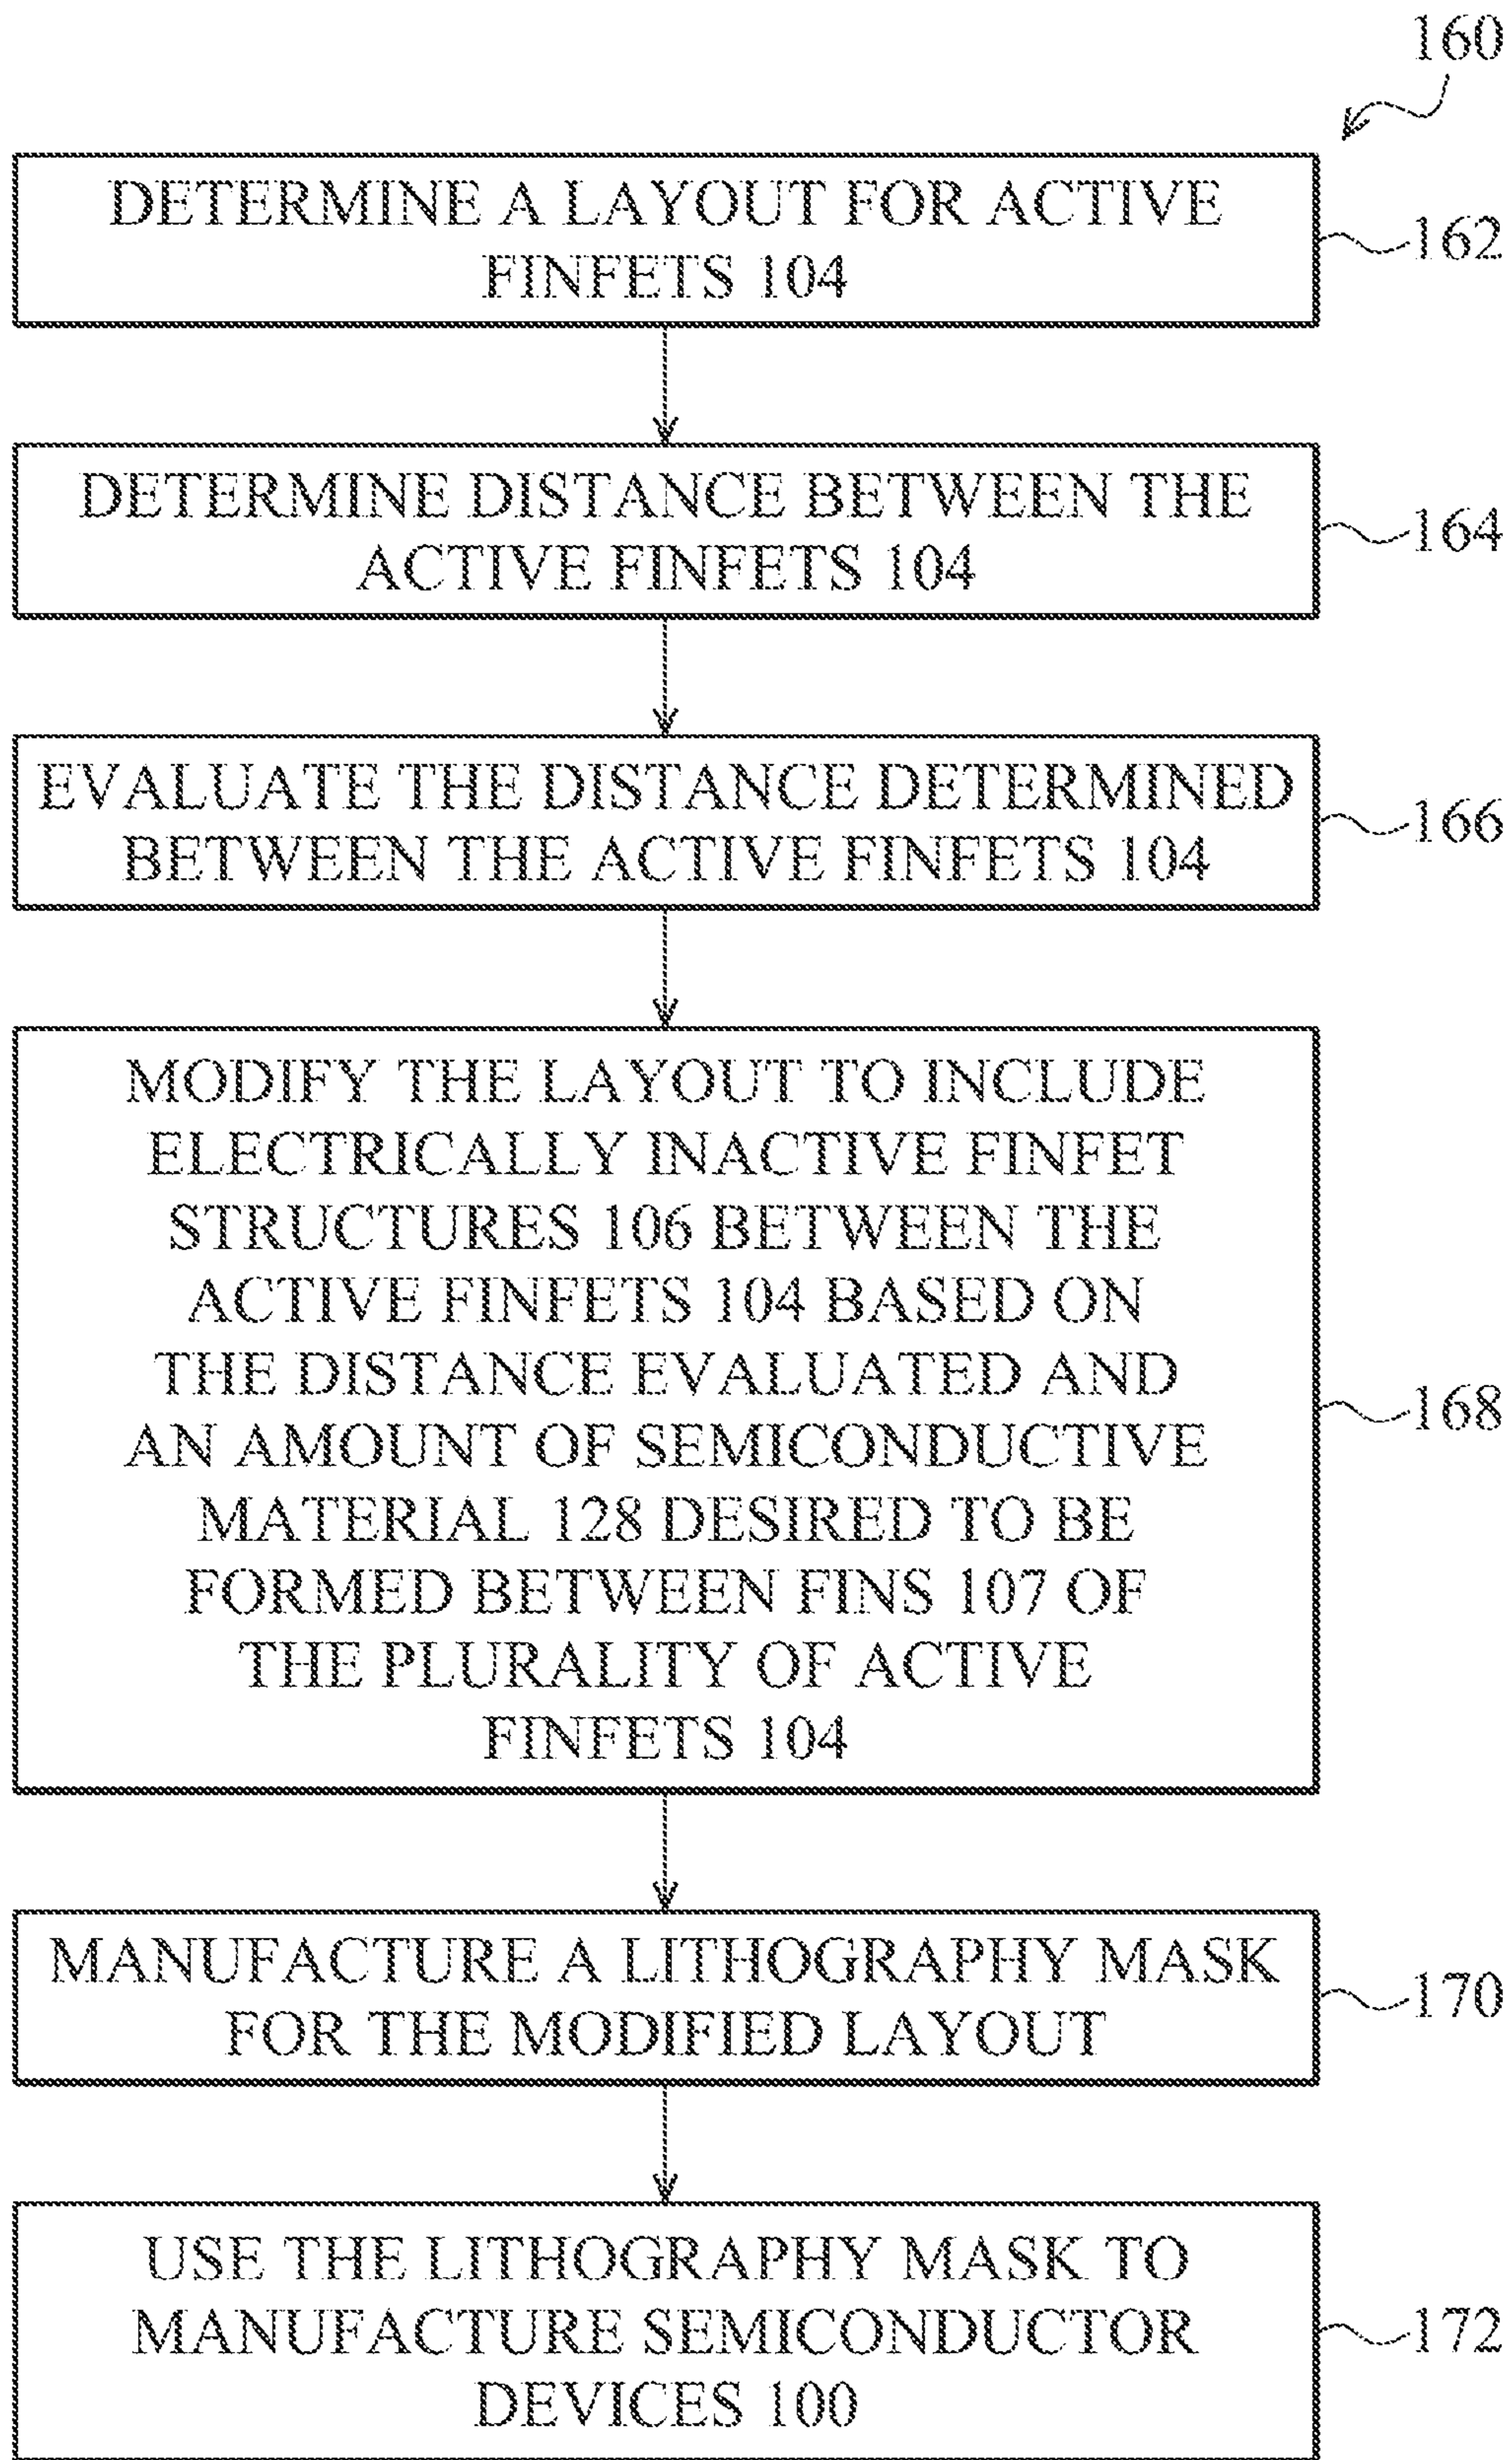 160
DETERMINE A LAYOUT FOR ACTIVE
FINFETS 104
162
DETERMINE DISTANCE BETWEEN THE
ACTIVE FINFETS 104
164
EVALUATE THE DISTANCE DETERMINED
BETWEEN THE ACTIVE FINFETS 104
166
MODIFY THE LAYOUT TO INCLUDE
ELECTRICALLY INACTIVE FINFET
STRUCTURES 106 BETWEEN THE
ACTIVE FINFETS 104 BASED ON
THE DISTANCE EVALUATED AND
AN AMOUNT OF SEMICONDUCTIVE
MATERIAL 128 DESIRED TO BE
FORMED BETWEEN FINS 107 OF
THE PLURALITY OF ACTIVE
FINFETS 104
168
MANUFACTURE A LITHOGRAPHY MASK
FOR THE MODIFIED LAYOUT
170
USE THE LITHOGRAPHY MASK TO
MANUFACTURE SEMICONDUCTOR
DEVICES 100
172